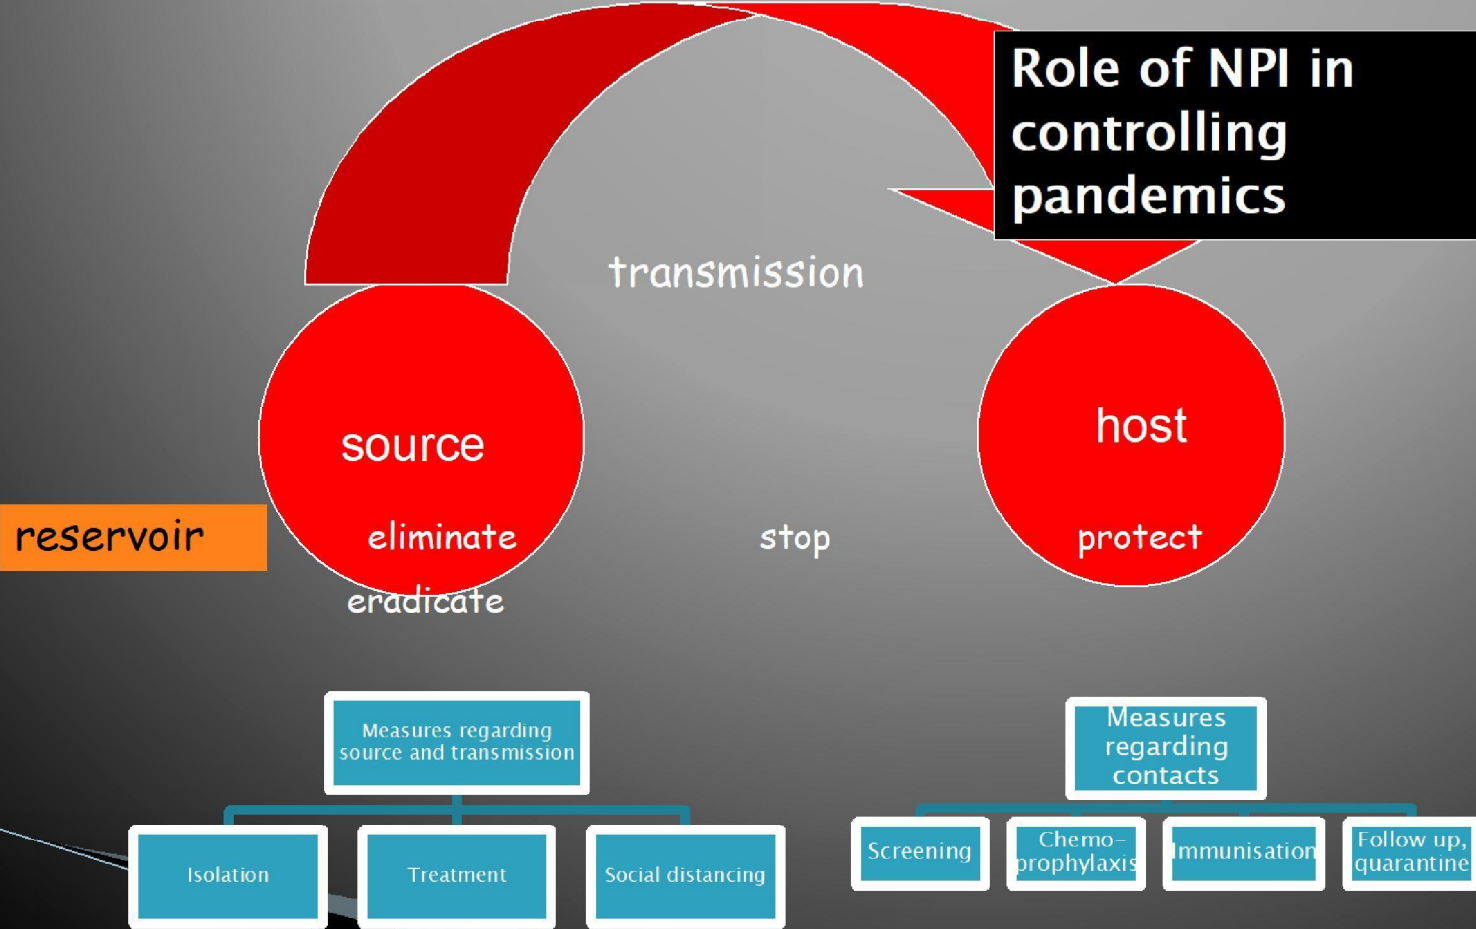 Role of NPI in
controlling
pandemics
transmission
source
host
reservoir
eliminate
stop
protect
eradicate
Measures regarding
source and transmission
Isolation
Treatment
Social distancing
Measures
regarding
contacts
Screening
Chemo-
prophylaxis
Immunisation
Follow up,
quarantine